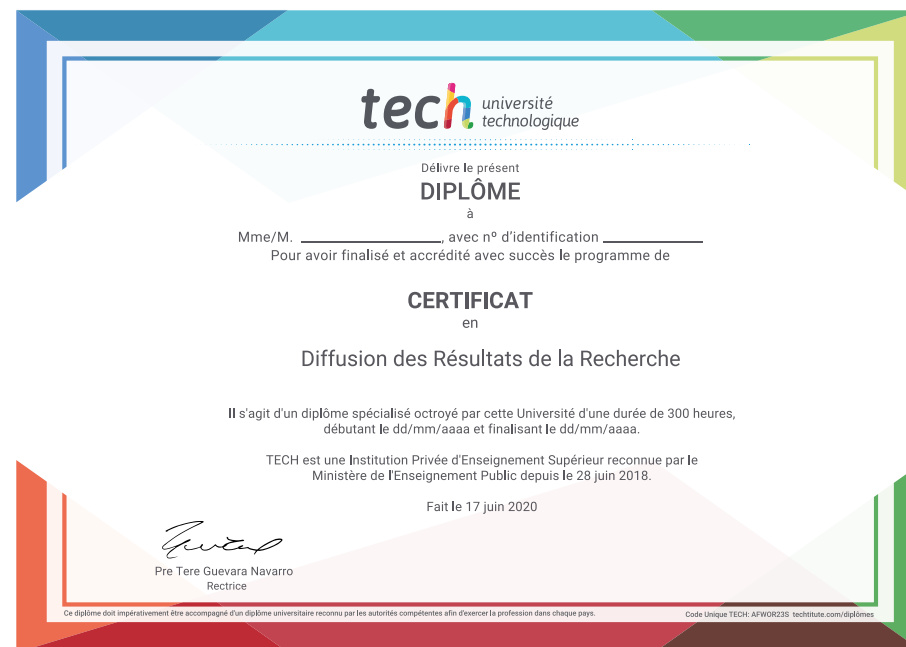 tech université
technologique
Délivre le présent
DIPLÔME
à
Mme/M. ____________________, avec nº d'identification ______________
Pour avoir finalisé et accrédité avec succès le programme de
CERTIFICAT
en
Diffusion des Résultats de la Recherche
Il s'agit d'un diplôme spécialisé octroyé par cette Université d'une durée de 300 heures,
débutant le dd/mm/aaaa et finalisant le dd/mm/aaaa.
TECH est une Institution Privée d'Enseignement Supérieur reconnue par le
Ministère de l'Enseignement Public depuis le 28 juin 2018.
Fait le 17 juin 2020
Pre Tere Guevara Navarro
Rectrice
Ce diplôme doit impérativement être accompagné d'un diplôme universitaire reconnu par les autorités compétentes afin d'exercer la profession dans chaque pays.
Code Unique TECH: AFWOR23S techtitute.com/diplômes